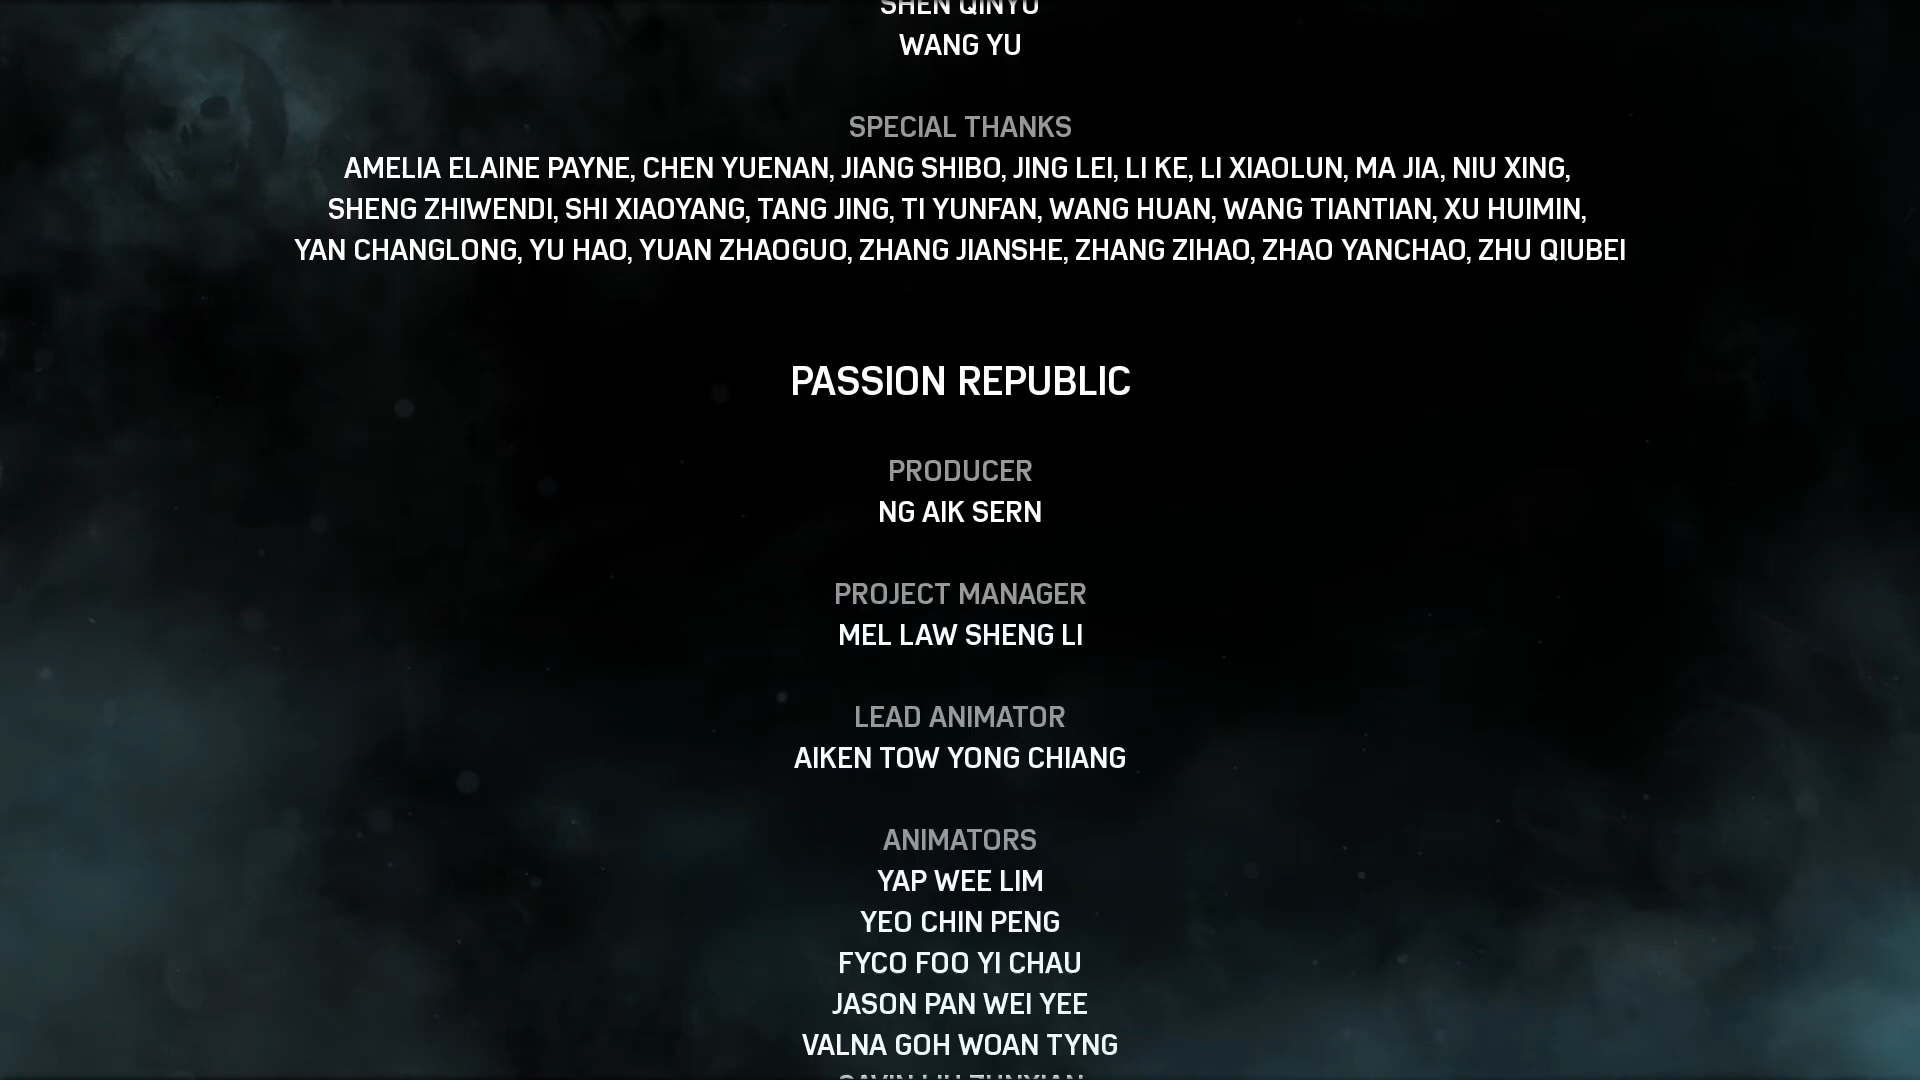 SHEN QINYU
WANG YU
SPECIAL THANKS
AMELIA ELAINE PAYNE, CHEN YUENAN, JIANG SHIBO, JING LEI, LI KE, LI XIAOLUN, MA JIA, NIU XING,
SHENG ZHIWENDI, SHI XIAOYANG, TANG JING, TI YUNFAN, WANG HUAN, WANG TIANTIAN, XU HUIMIN,
YAN CHANGLONG, YU HAO, YUAN ZHAOGUO, ZHANG JIANSHE, ZHANG ZIHAO, ZHAO YANCHAO, ZHU QIUBEI
PASSION REPUBLIC
PRODUCER
NG AIK SERN
PROJECT MANAGER
MEL LAW SHENG LI
LEAD ANIMATOR
AIKEN TOW YONG CHIANG
ANIMATORS
YAP WEE LIM
YEO CHIN PENG
FYCO FOO YI CHAU
JASON PAN WEI YEE
VALNA GOH WOAN TYNG